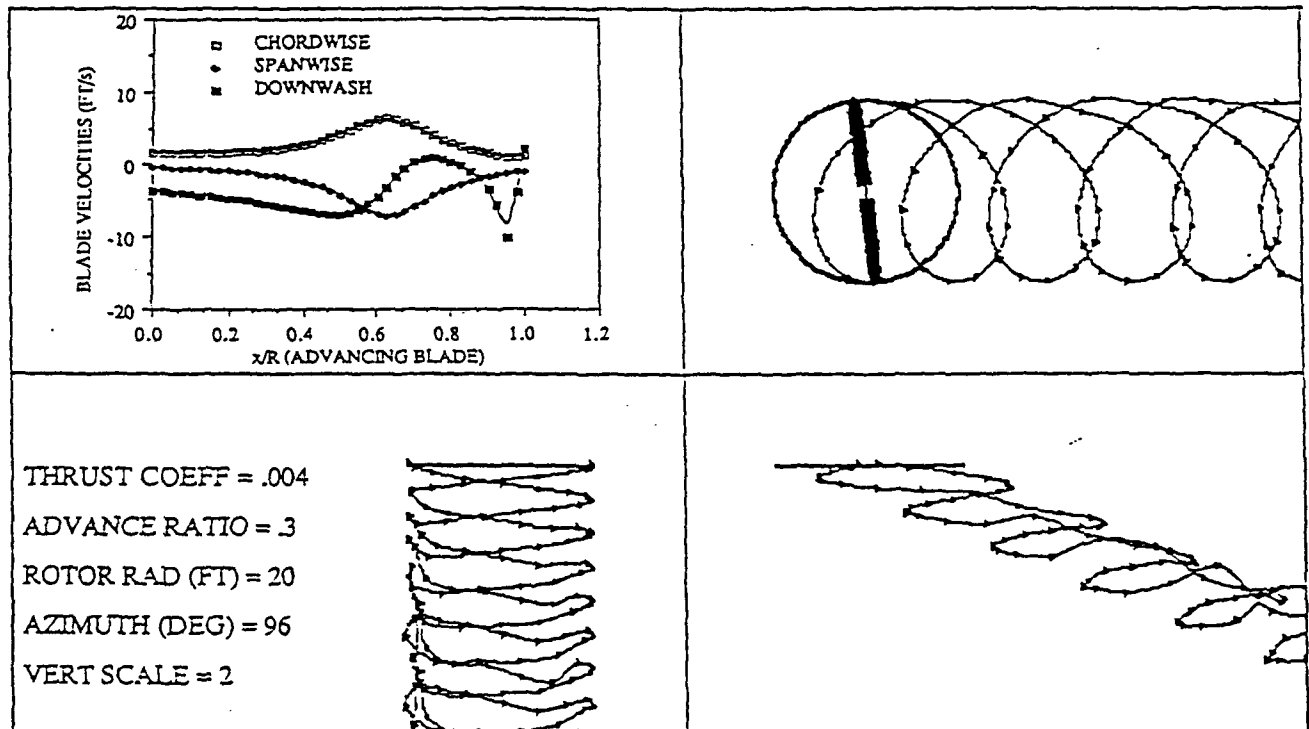 20
CHORDWISE
SPANWISE
DOWNWASH
10
0
-10
-20
BLADE VELOCITIES (FT/s)
0.0 0.2 0.4 0.6 0.8 1.0 1.2
x/R (ADVANCING BLADE)
THRUST COEFF = .004
ADVANCE RATIO = .3
ROTOR RAD (FT) = 20
AZIMUTH (DEG) = 96
VERT SCALE = 2